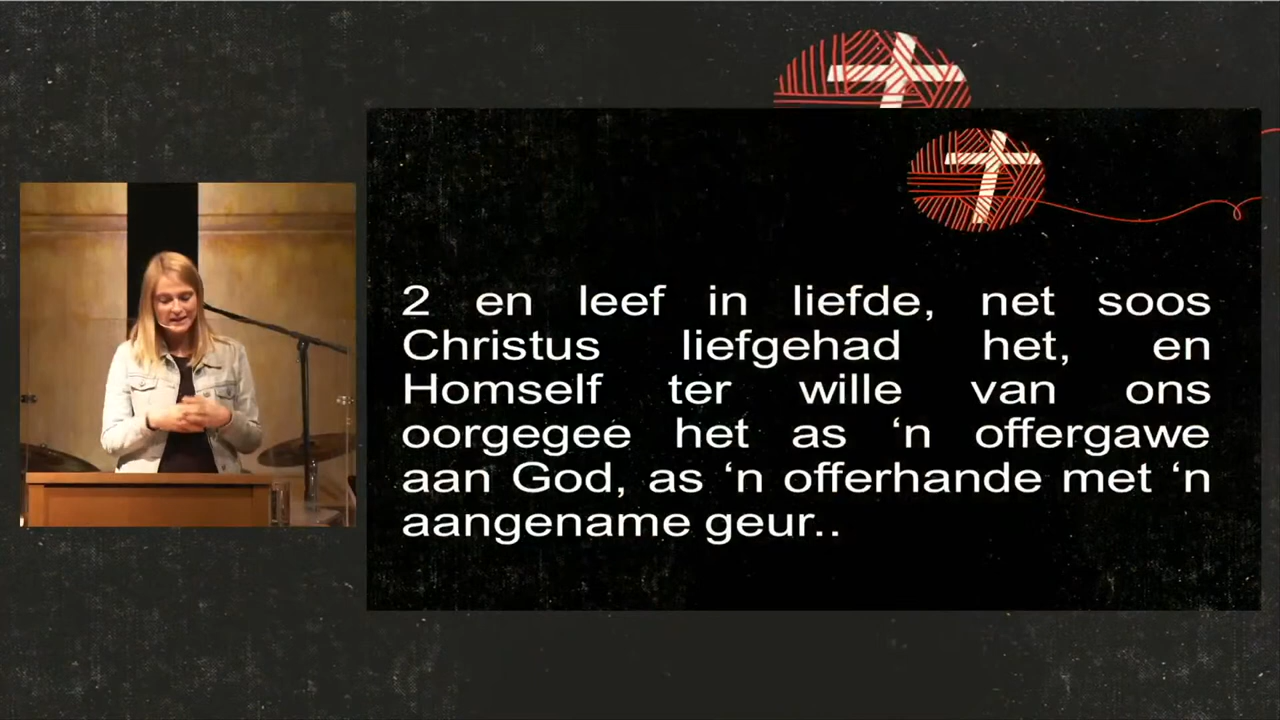 2 en leef in liefde, net soos
Christus liefgehad het, en
Homself ter wille van ons
oorgegee het as ‘n offergawe
aan God, as ‘n offerhande met ‘n
aangename geur..